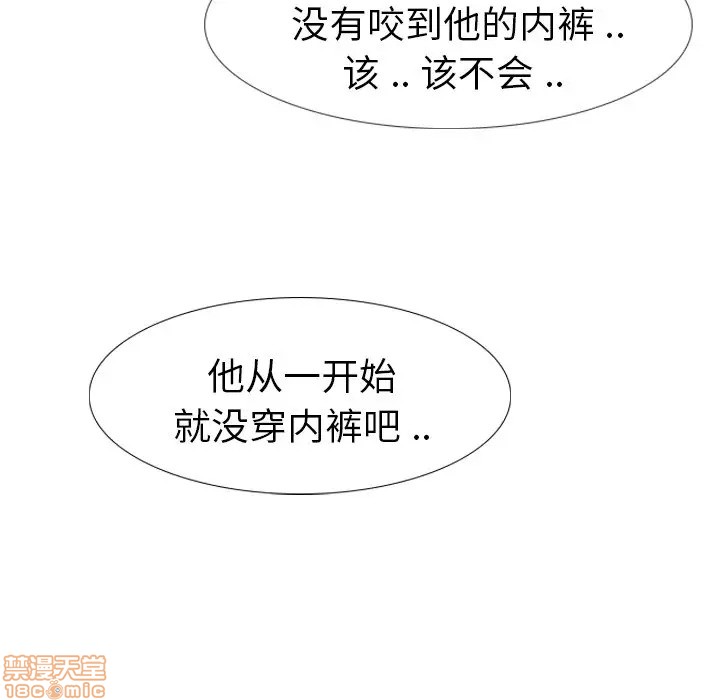 没有咬到他的内裤 ..
该 .. 该不会 ..
他从一开始
就没穿内裤吧 ..
禁漫天堂
18comic